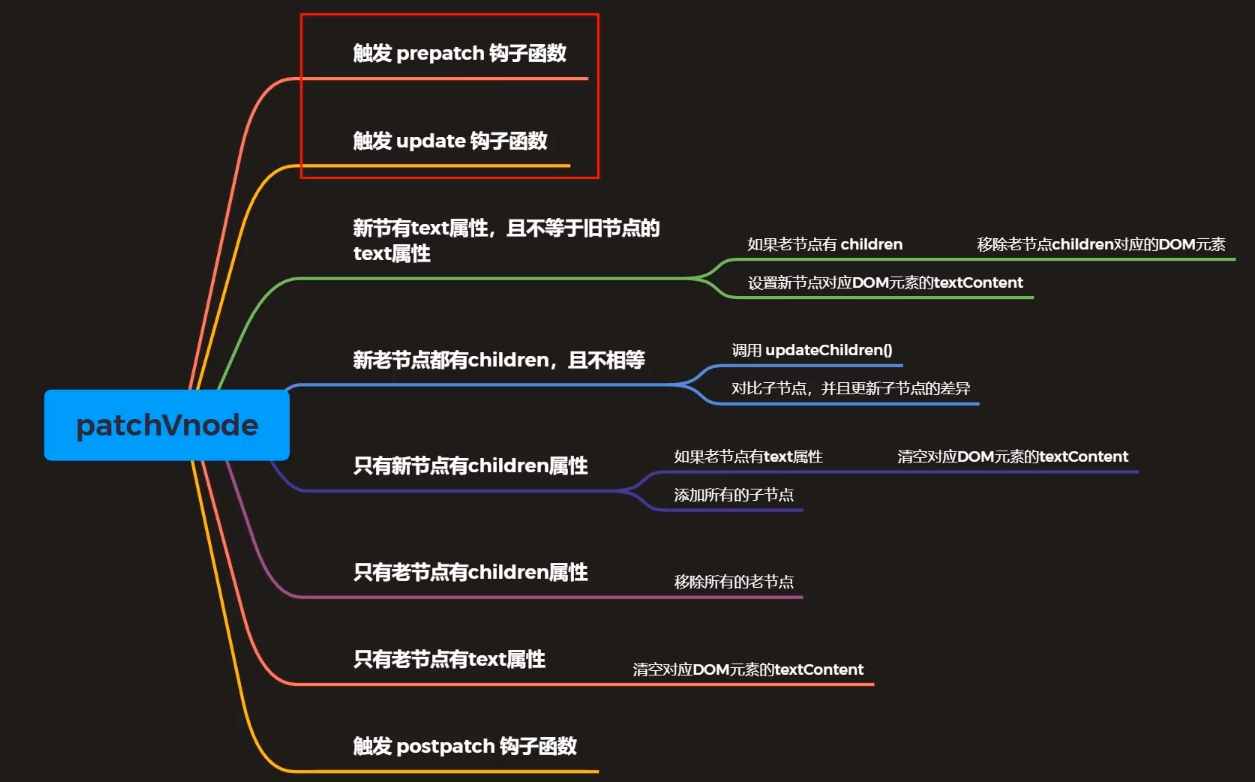 触发 prepatch 钩子函数
触发 update 钩子函数
新节有text属性，且不等于旧节点的
text属性
如果老节点有 children
移除老节点children对应的DOM元素
设置新节点对应DOM元素的textContent
新老节点都有children，且不相等
调用 updateChildren()
对比子节点，并且更新子节点的差异
patchVnode
只有新节点有children属性
如果老节点有text属性
清空对应DOM元素的textContent
添加所有的子节点
只有老节点有children属性
移除所有的老节点
只有老节点有text属性
清空对应DOM元素的textContent
触发 postpatch 钩子函数